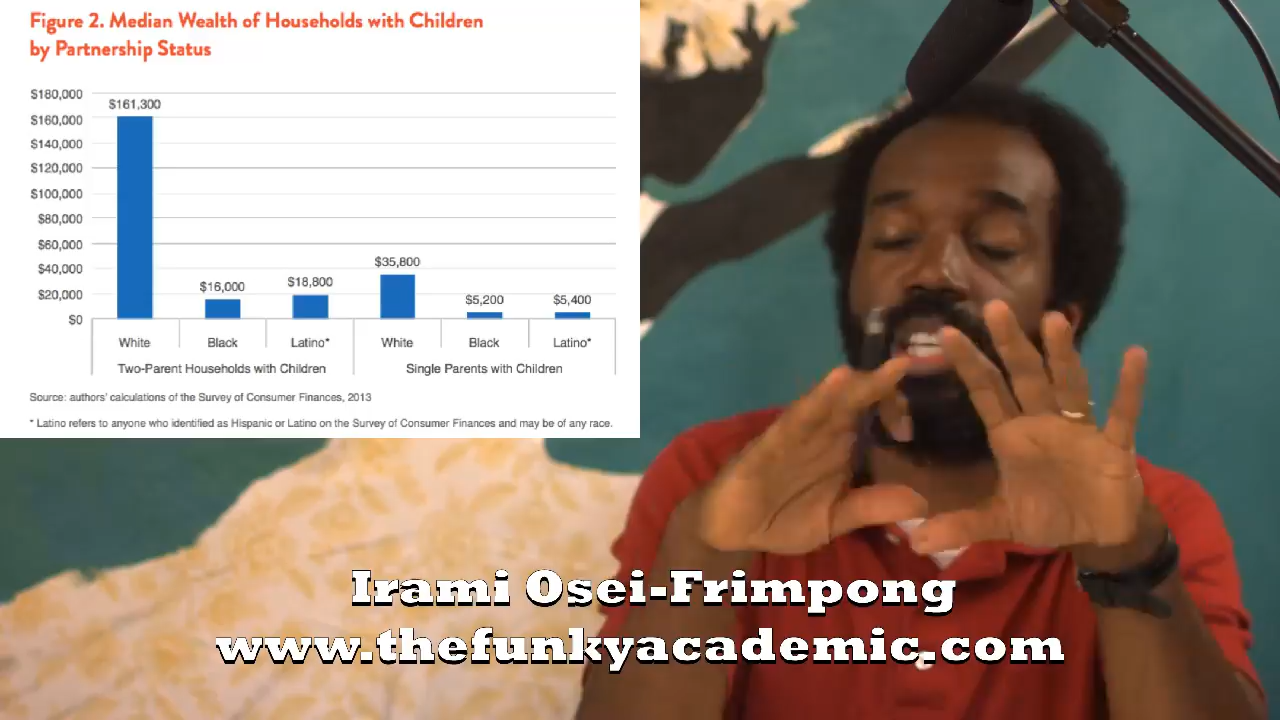 Figure 2. Median Wealth of Households with Children
by Partnership Status
$180,000
$161,300
$160,000
$140,000
$120,000
$100,000
$80,000
$60,000
$40,000
$20,000
$0
$16,000
$18,800
$35,800
$5,200
$5,400
White Black Latino* White Black Latino*
Two-Parent Households with Children Single Parents with Children
Source: authors' calculations of the Survey of Consumer Finances, 2013
* Latino refers to anyone who identified as Hispanic or Latino on the Survey of Consumer Finances and may be of any race.
Irami Osei-Frimpong
www.thefunkyacademic.com